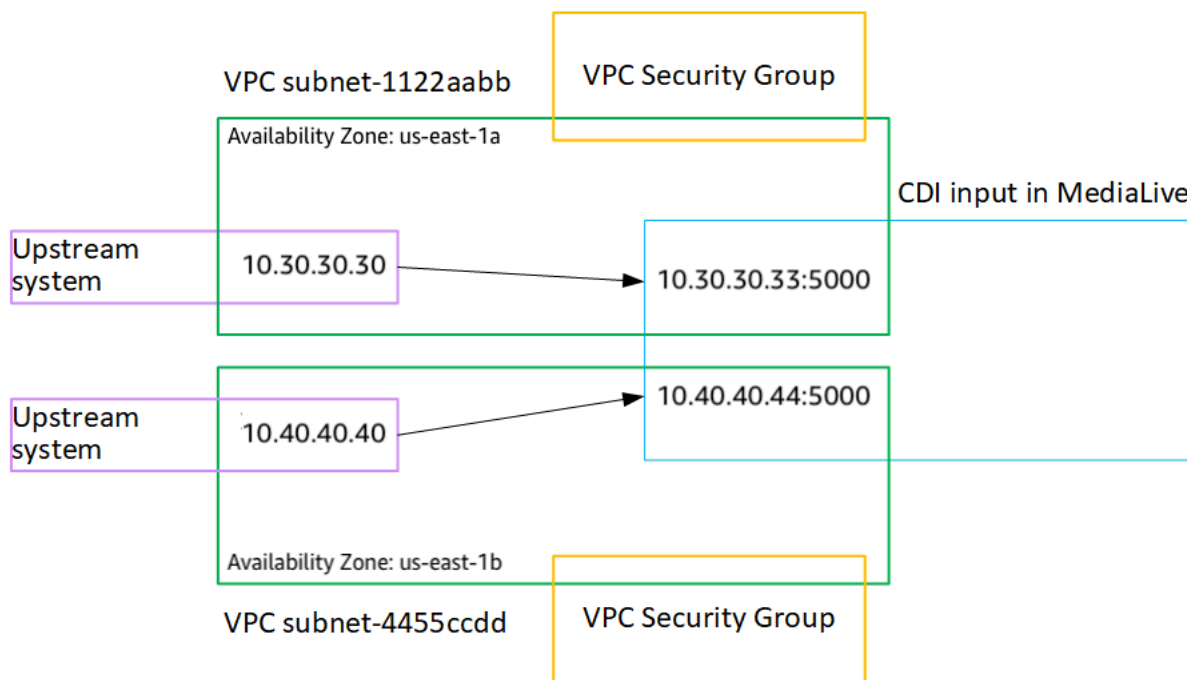 VPC subnet-1122aabb
VPC Security Group
Availability Zone: us-east-1a
CDI input in MediaLive
Upstream
system
10.30.30.30
10.30.30.33:5000
10.40.40.44:5000
Upstream
system
10.40.40.40
Availability Zone: us-east-1b
VPC subnet-4455ccdd
VPC Security Group